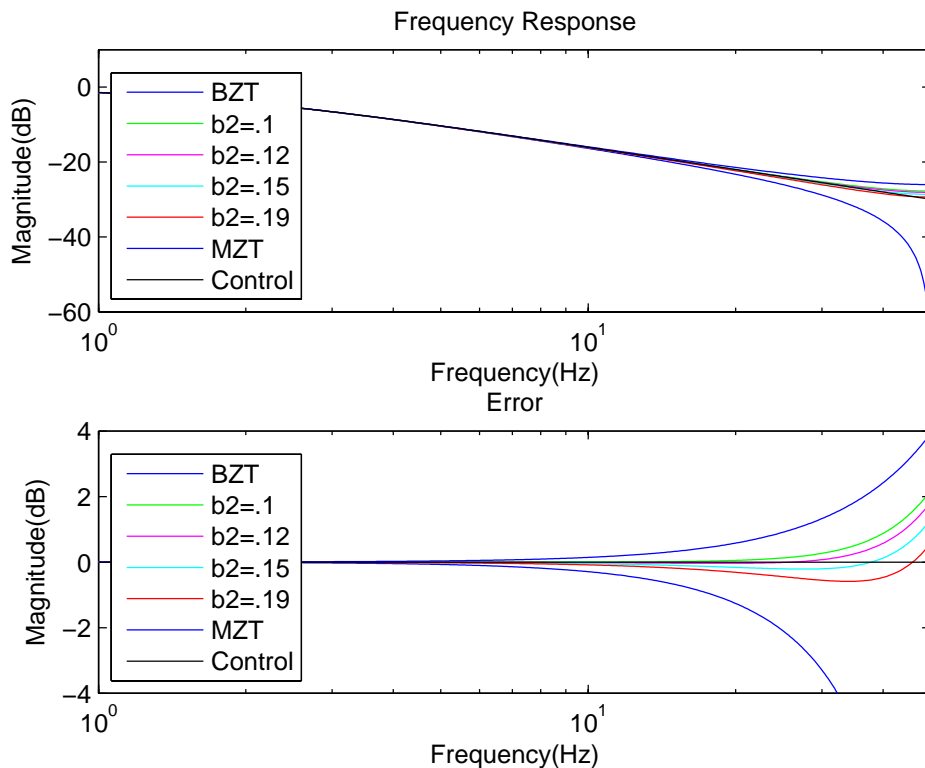 Frequency Response
Magnitude(dB)
0
−20
−40
−60
BZT
b2=.1
b2=.12
b2=.15
b2=.19
MZT
Control
10^0
10^1
Frequency(Hz)
Error
Magnitude(dB)
4
2
0
−2
−4
BZT
b2=.1
b2=.12
b2=.15
b2=.19
MZT
Control
10^0
10^1
Frequency(Hz)